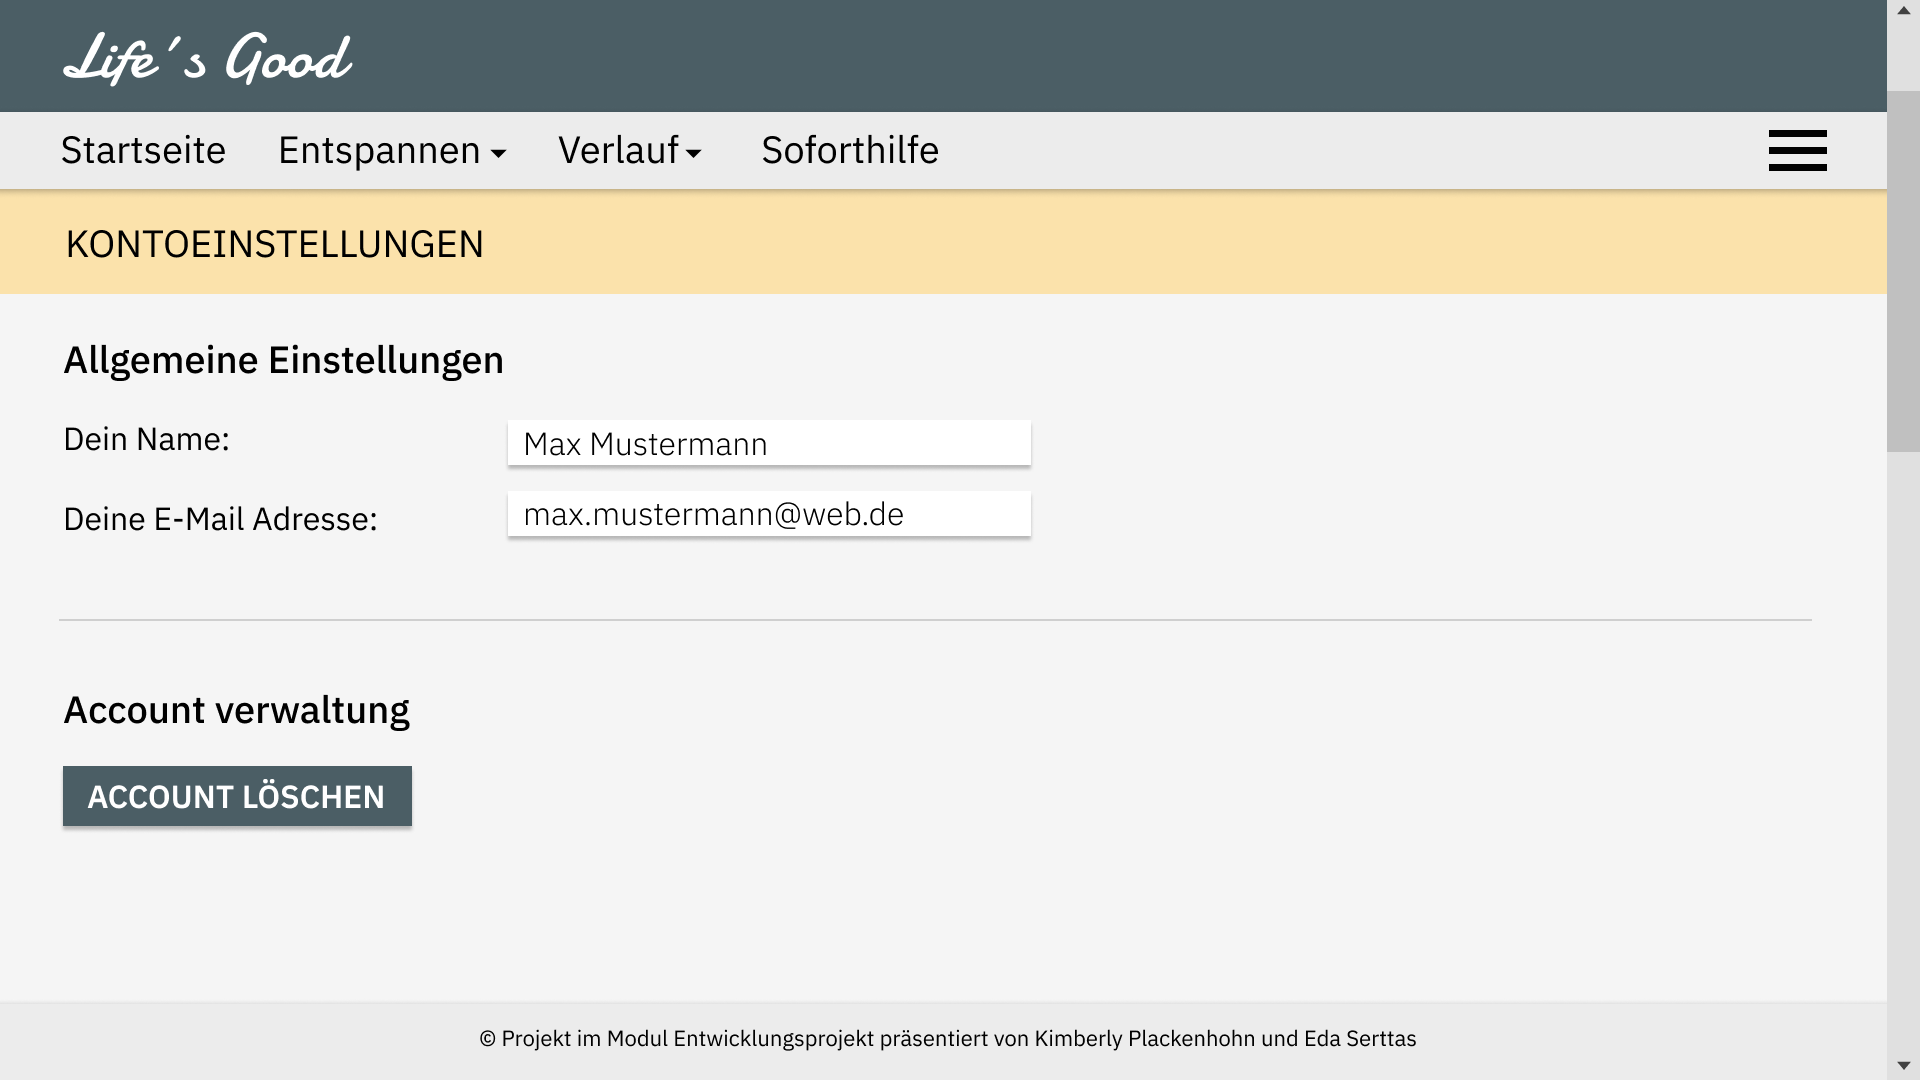 Life´s Good
Startseite Entspannen Verlauf Soforthilfe
KONTOEINSTELLUNGEN
Allgemeine Einstellungen
Dein Name: Max Mustermann
Deine E-Mail Adresse: max.mustermann@web.de
Account verwaltung
ACCOUNT LÖSCHEN
© Projekt im Modul Entwicklungsprojekt präsentiert von Kimberly Plackenhohn und Eda Serttas